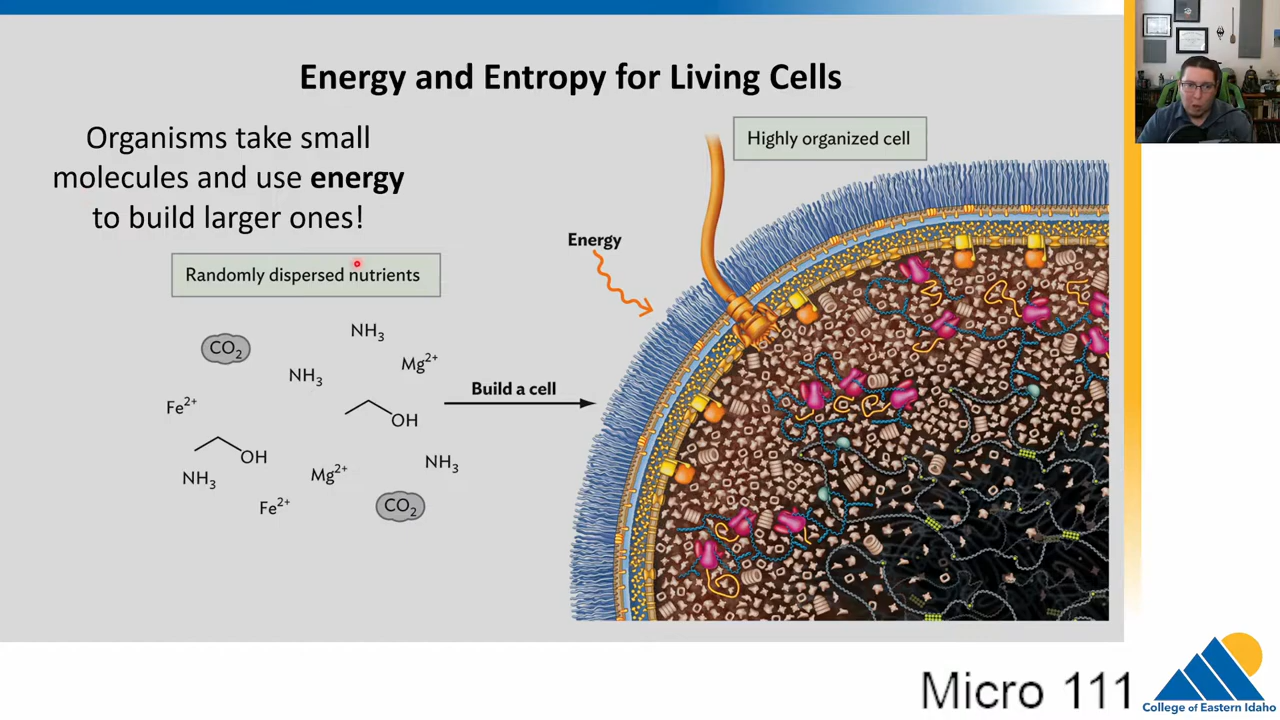 Energy and Entropy for Living Cells
Organisms take small
molecules and use energy
to build larger ones!
Highly organized cell
Energy
Randomly dispersed nutrients
NH3
CO2
Mg2+
NH3
Fe2+
OH
Build a cell
OH
NH3
Mg2+
NH3
Fe2+
CO2
Micro 111
College of Eastern Idaho